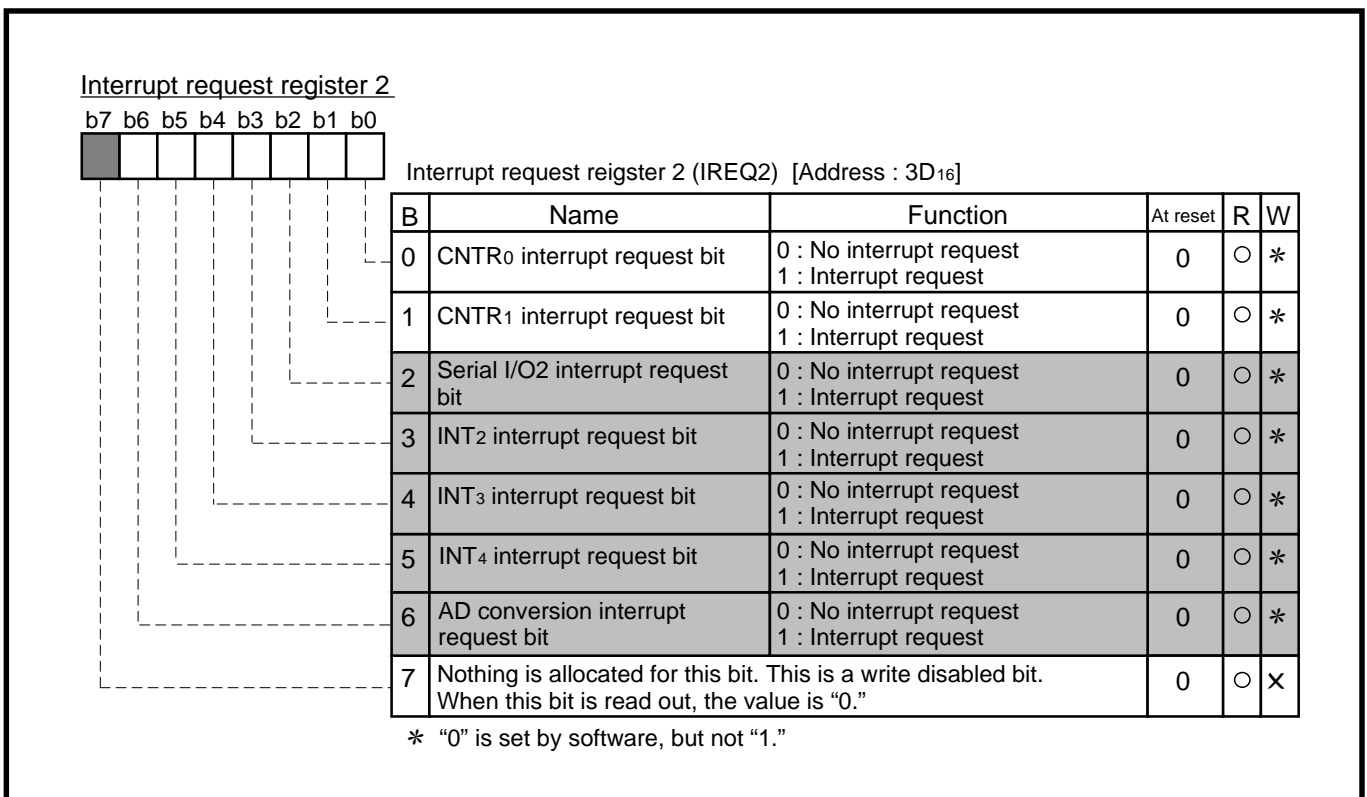 Interrupt request register 2
b7 b6 b5 b4 b3 b2 b1 b0
Interrupt request reigster 2 (IREQ2) [Address : 3D16]
B Name Function At reset R W
0 CNTR0 interrupt request bit 0 : No interrupt request 0 ○ *
1 : Interrupt request
1 CNTR1 interrupt request bit 0 : No interrupt request 0 ○ *
1 : Interrupt request
2 Serial I/O2 interrupt request 0 : No interrupt request 0 ○ *
bit 1 : Interrupt request
3 INT2 interrupt request bit 0 : No interrupt request 0 ○ *
1 : Interrupt request
4 INT3 interrupt request bit 0 : No interrupt request 0 ○ *
1 : Interrupt request
5 INT4 interrupt request bit 0 : No interrupt request 0 ○ *
1 : Interrupt request
6 AD conversion interrupt 0 : No interrupt request 0 ○ *
request bit 1 : Interrupt request
7 Nothing is allocated for this bit. This is a write disabled bit. 0 ○ ×
When this bit is read out, the value is “0.”
* “0” is set by software, but not “1.”